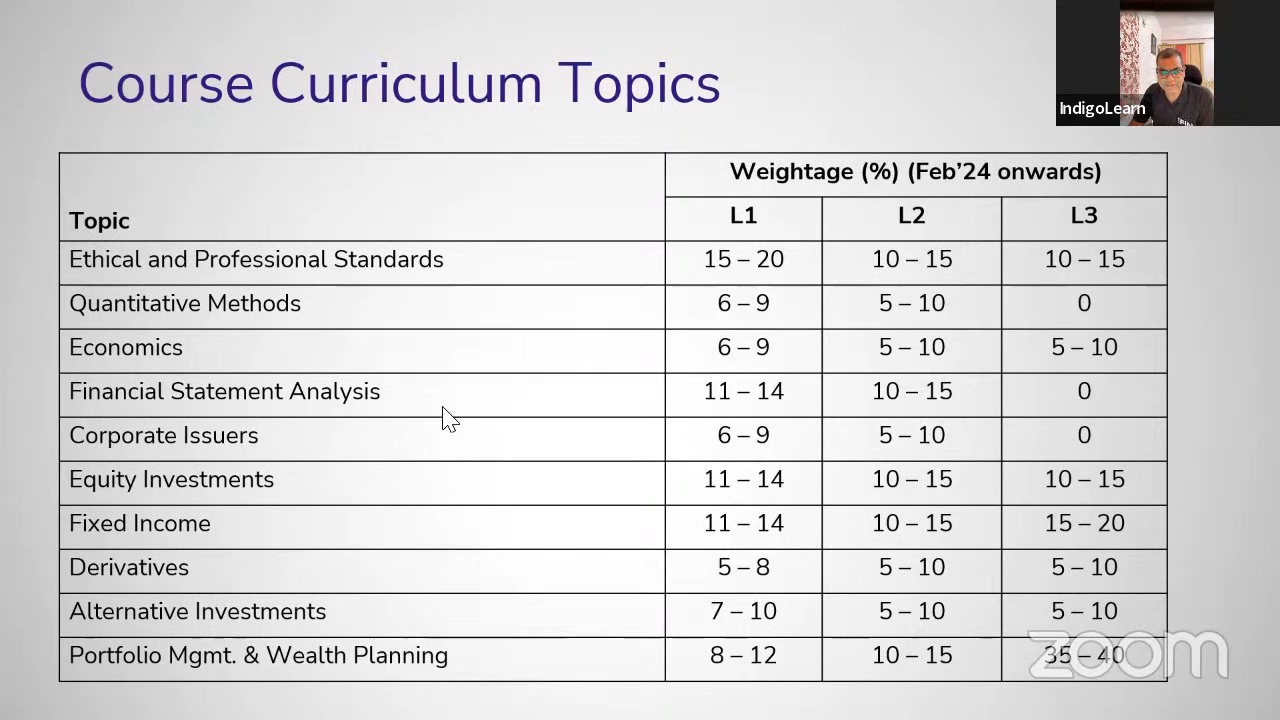 Course Curriculum Topics
IndigoLearn
Weightage (%) (Feb’24 onwards)
Topic L1 L2 L3
Ethical and Professional Standards 15 – 20 10 – 15 10 – 15
Quantitative Methods 6 – 9 5 – 10 0
Economics 6 – 9 5 – 10 5 – 10
Financial Statement Analysis 11 – 14 10 – 15 0
Corporate Issuers 6 – 9 5 – 10 0
Equity Investments 11 – 14 10 – 15 10 – 15
Fixed Income 11 – 14 10 – 15 15 – 20
Derivatives 5 – 8 5 – 10 5 – 10
Alternative Investments 7 – 10 5 – 10 5 – 10
Portfolio Mgmt. & Wealth Planning 8 – 12 10 – 15 35 – 40
zoom